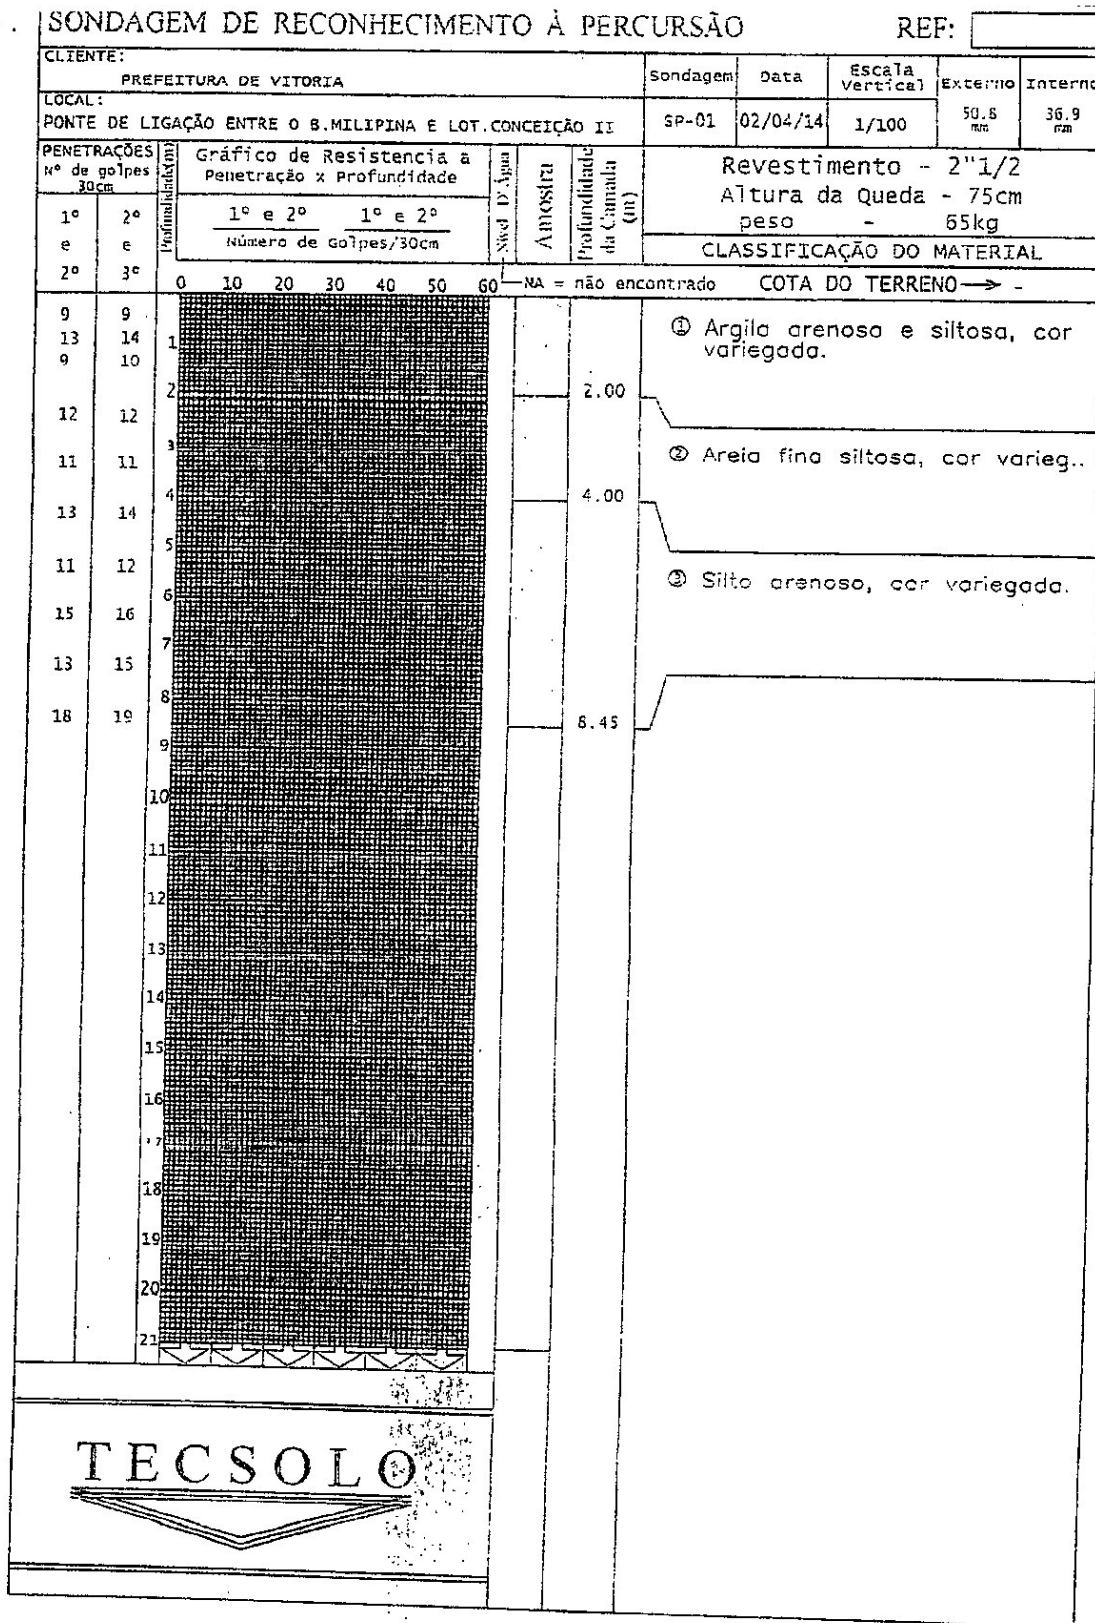 SONDAGEM DE RECONHECIMENTO À PERCURSÃO REF:
CLIENTE:
PREFEITURA DE VITORIA
LOCAL:
PONTE DE LIGAÇÃO ENTRE O B.MILIPINA E LOT.CONCEIÇÃO II
Sondagem Data Escala Vertical Externo Interno
SP-01 02/04/14 1/100 50.8 mm 36.9 mm
PENETRAÇÕES
Nº de golpes
30cm
1º 2º
e e
2º 3º
Profundidade(m)
Gráfico de Resistencia a
Penetração x Profundidade
1º e 2º 1º e 2º
Número de Golpes/30cm
0 10 20 30 40 50 60
Nivel D'Água
Amostra
Profundidade
da Camada
(m)
Revestimento - 2"1/2
Altura da Queda - 75cm
peso - 65kg
CLASSIFICAÇÃO DO MATERIAL
NA = não encontrado COTA DO TERRENO -
9 9
13 14
9 10
12 12
11 11
13 14
11 12
15 16
13 15
18 19
1
2
3
4
5
6
7
8
9
10
11
12
13
14
15
16
7
18
19
20
21
2.00
4.00
8.45
① Argila arenosa e siltosa, cor
variegada.
② Areia fina siltosa, cor varieg..
③ Silto arenoso, cor variegada.
TECSOLO